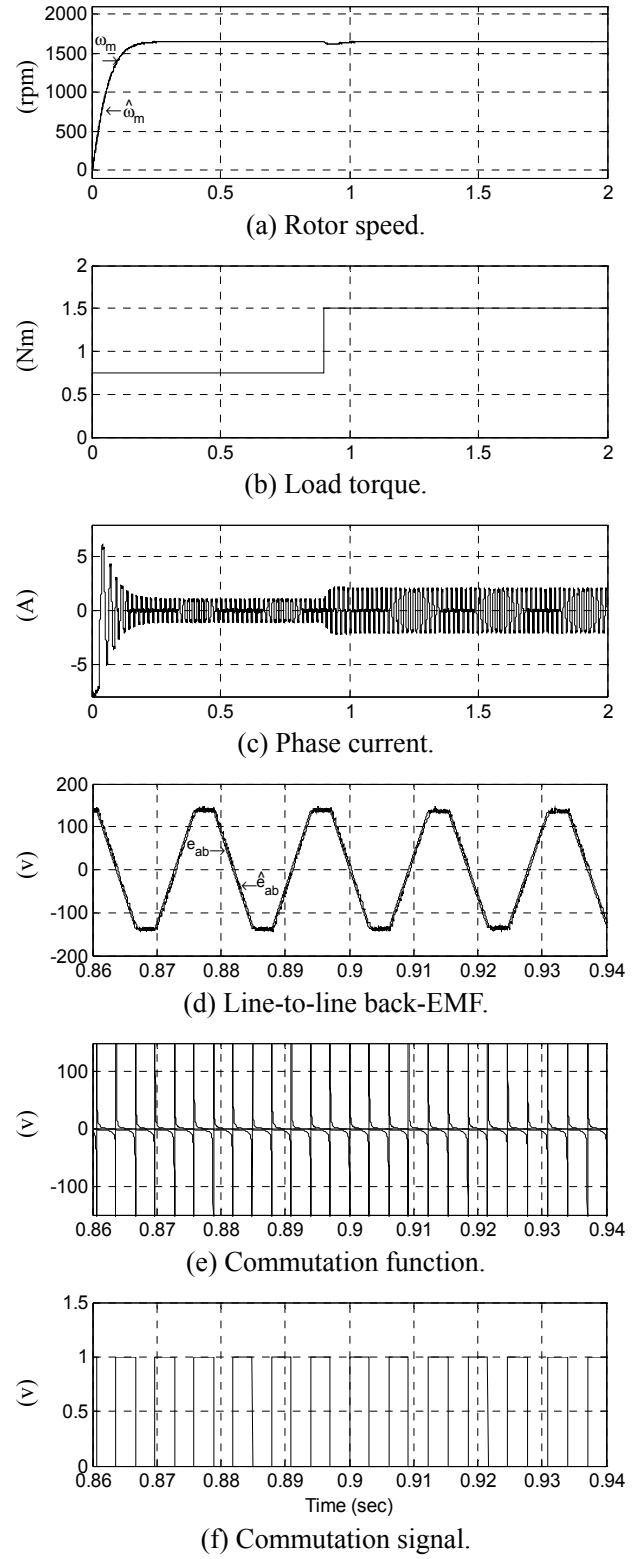 2000
1500
1000
500
0
(rpm)
ωm
ω̂m
0 0.5 1 1.5 2
(a) Rotor speed.
2
1.5
1
0.5
0
(Nm)
0 0.5 1 1.5 2
(b) Load torque.
5
0
-5
(A)
0 0.5 1 1.5 2
(c) Phase current.
200
100
0
-100
-200
(v)
eab
êab
0.86 0.87 0.88 0.89 0.9 0.91 0.92 0.93 0.94
(d) Line-to-line back-EMF.
100
0
-100
(v)
0.86 0.87 0.88 0.89 0.9 0.91 0.92 0.93 0.94
(e) Commutation function.
1.5
1
0.5
0
(v)
0.86 0.87 0.88 0.89 0.9 0.91 0.92 0.93 0.94
Time (sec)
(f) Commutation signal.